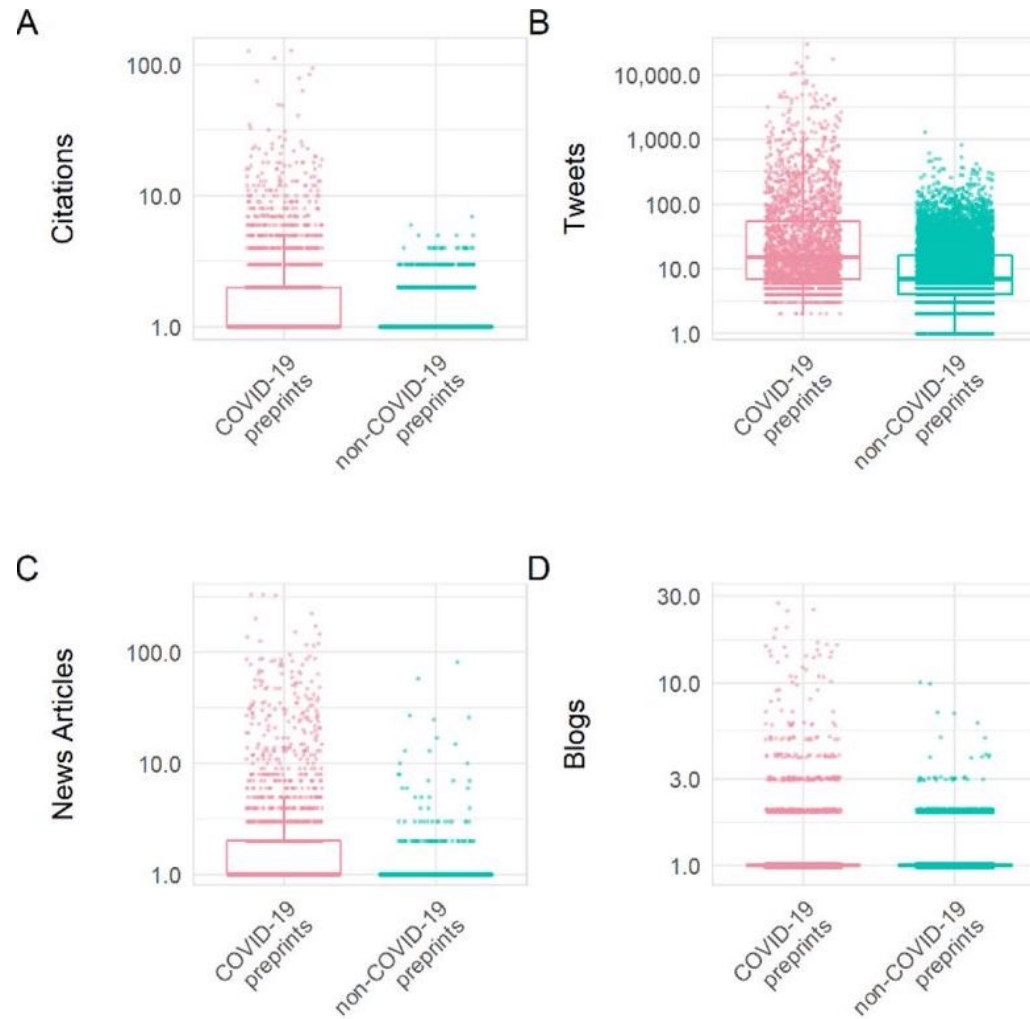 A
Citations
100.0
10.0
1.0
COVID-19
preprints
non-COVID-19
preprints
B
Tweets
10,000.0
1,000.0
100.0
10.0
1.0
COVID-19
preprints
non-COVID-19
preprints
C
News Articles
100.0
10.0
1.0
COVID-19
preprints
non-COVID-19
preprints
D
Blogs
30.0
10.0
3.0
1.0
COVID-19
preprints
non-COVID-19
preprints